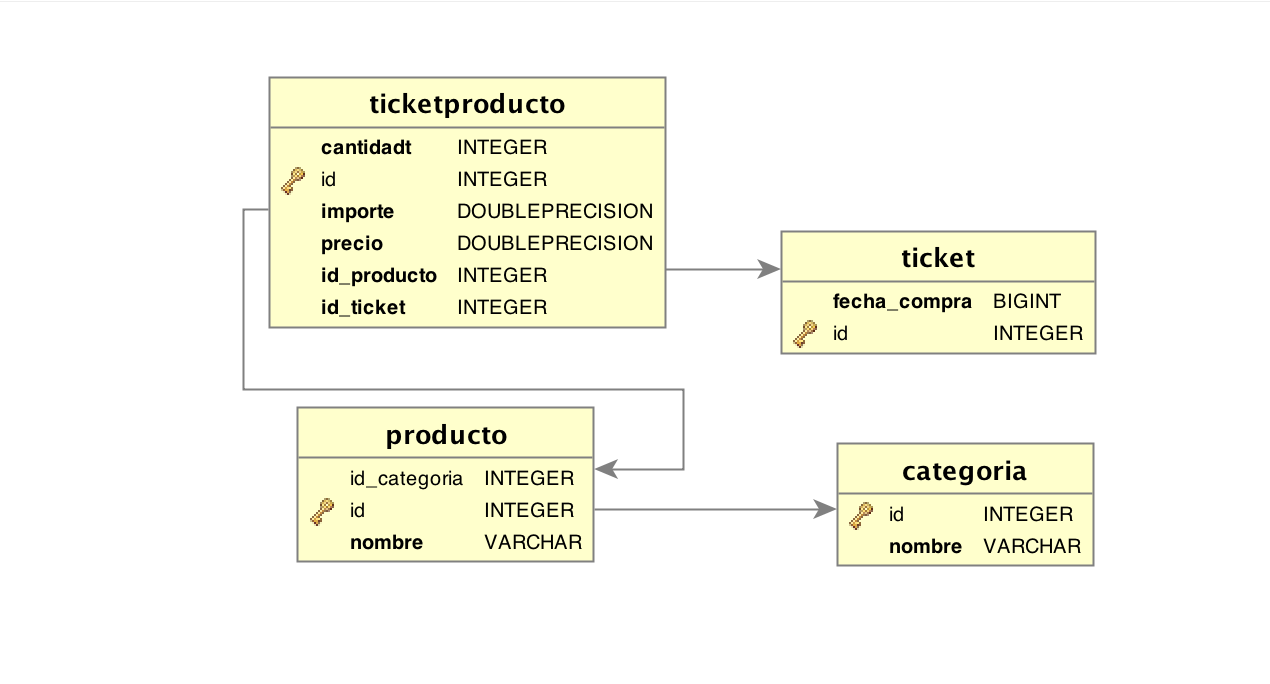 ticketproducto
cantidadt INTEGER
id INTEGER
importe DOUBLEPRECISION
precio DOUBLEPRECISION
id_producto INTEGER
id_ticket INTEGER
ticket
fecha_compra BIGINT
id INTEGER
producto
id_categoria INTEGER
id INTEGER
nombre VARCHAR
categoria
id INTEGER
nombre VARCHAR